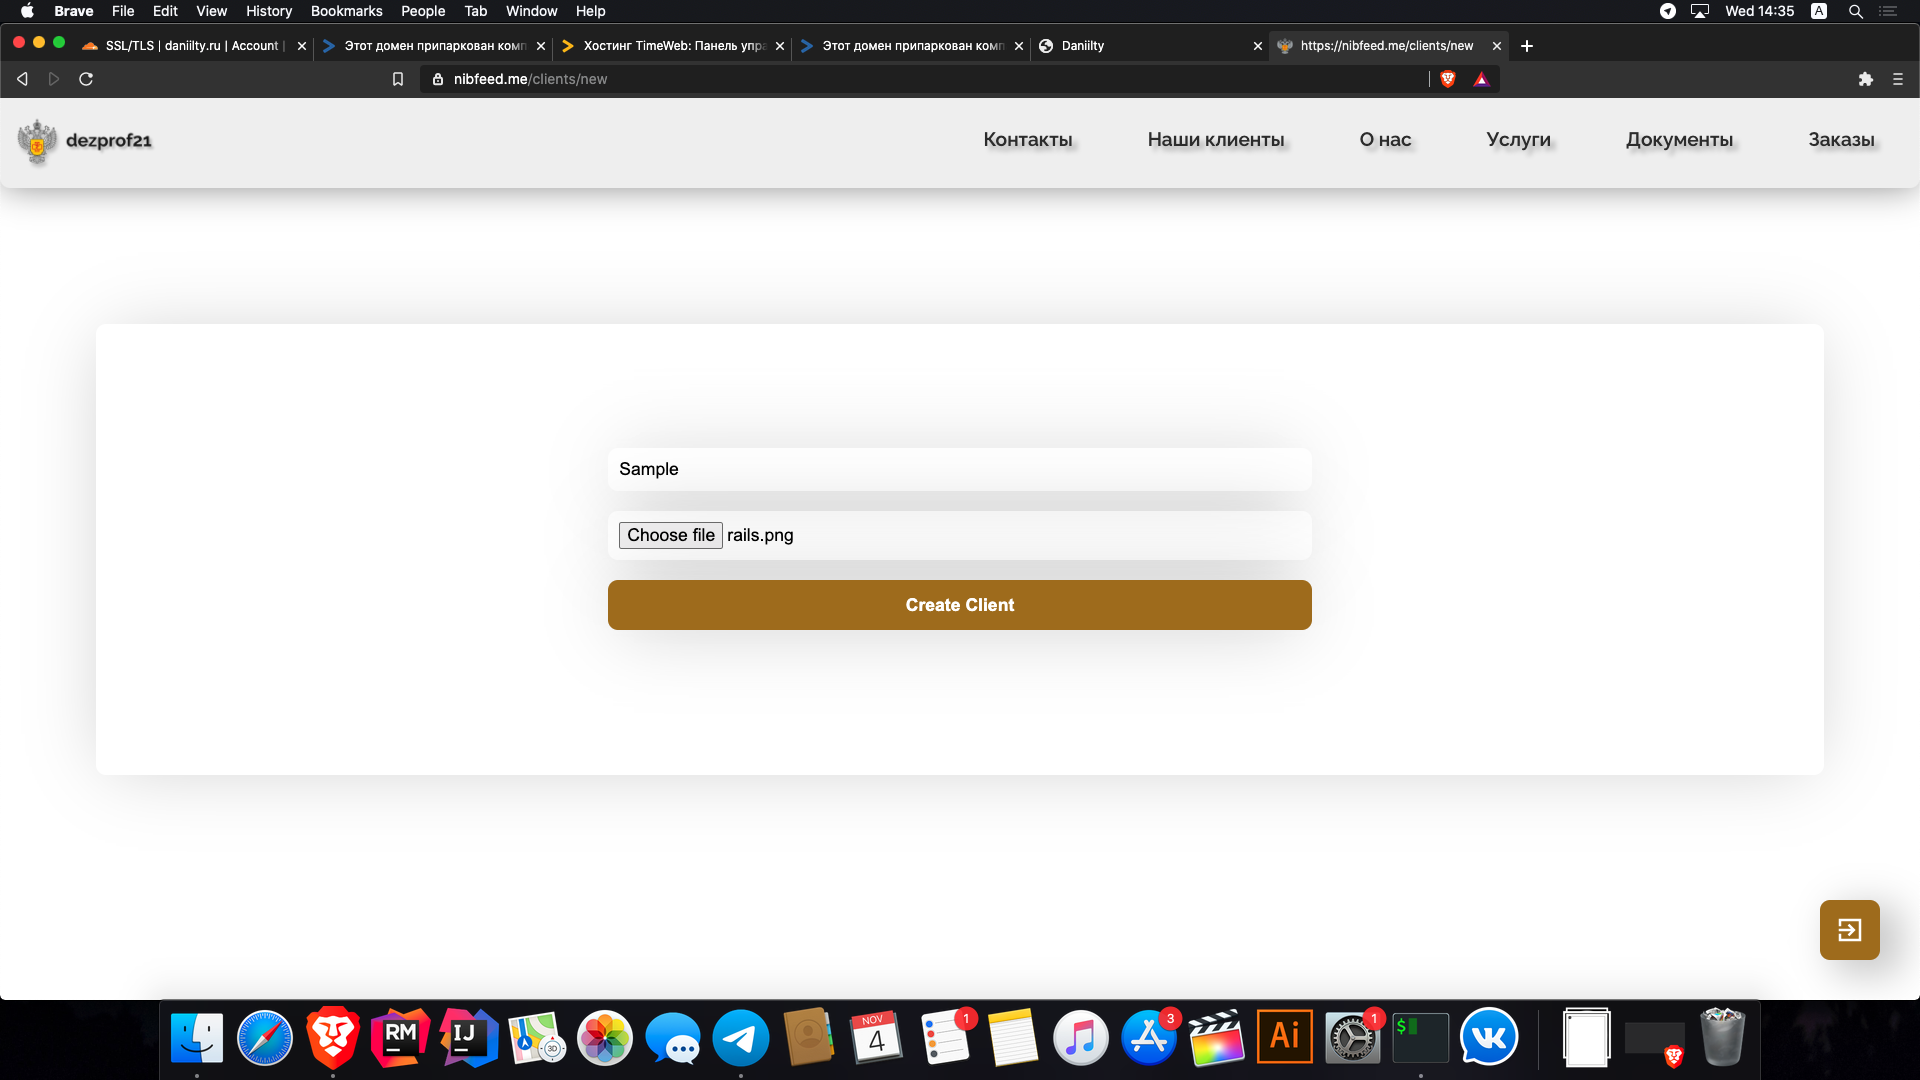 Brave File Edit View History Bookmarks People Tab Window Help Wed 14:35 A
SSL/TLS | daniilty.ru | Account | Этот домен припаркован комп Хостинг TimeWeb: Панель упра Этот домен припаркован комп Daniilty https://nibfeed.me/clients/new
nibfeed.me/clients/new
dezprof21 Контакты Наши клиенты О нас Услуги Документы Заказы
Sample
Choose file rails.png
Create Client
RM IJ 3D NOV 4 1 3 Ai 1 $